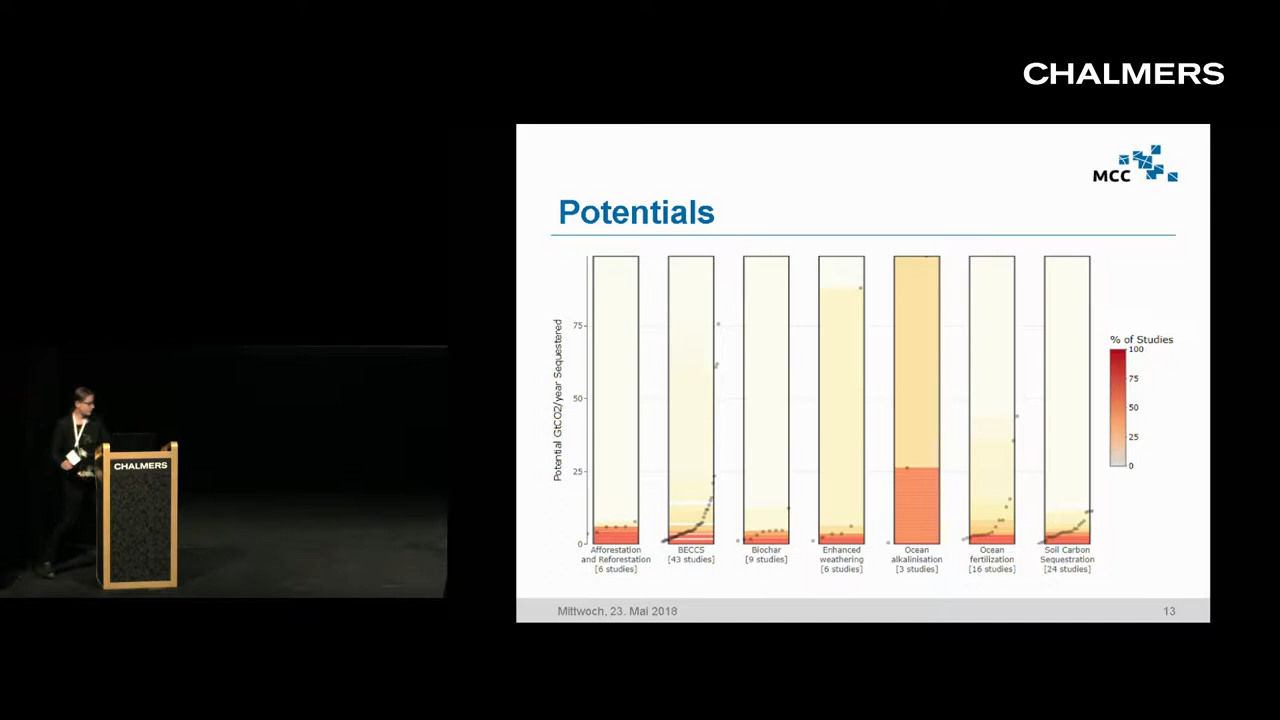 CHALMERS
MCC
Potentials
Potential GtCO2/year Sequestered
75
50
25
0
Afforestation
and Reforestation
[6 studies]
BECCS
[43 studies]
Biochar
[9 studies]
Enhanced
weathering
[6 studies]
Ocean
alkalinisation
[3 studies]
Ocean
fertilization
[16 studies]
Soil Carbon
Sequestration
[24 studies]
% of Studies
100
75
50
25
0
CHALMERS
Mittwoch, 23. Mai 2018
13